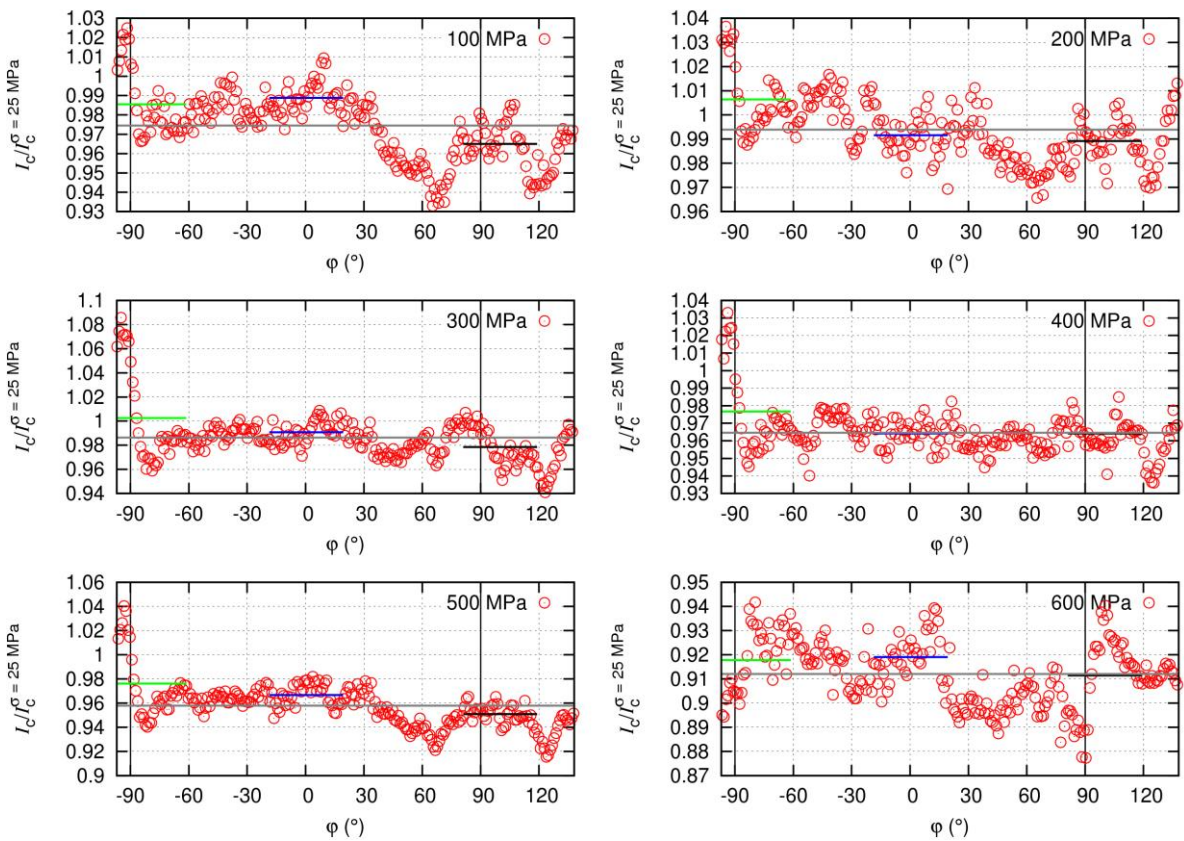 1.03
1.02
1.01
1
0.99
0.98
0.97
0.96
0.95
0.94
0.93
I_c/I_c^{σ = 25 MPa}
100 MPa
-90 -60 -30 0 30 60 90 120
φ (°)
1.04
1.03
1.02
1.01
1
0.99
0.98
0.97
0.96
I_c/I_c^{σ = 25 MPa}
200 MPa
-90 -60 -30 0 30 60 90 120
φ (°)
1.1
1.08
1.06
1.04
1.02
1
0.98
0.96
0.94
I_c/I_c^{σ = 25 MPa}
300 MPa
-90 -60 -30 0 30 60 90 120
φ (°)
1.04
1.03
1.02
1.01
1
0.99
0.98
0.97
0.96
0.95
0.94
0.93
I_c/I_c^{σ = 25 MPa}
400 MPa
-90 -60 -30 0 30 60 90 120
φ (°)
1.06
1.04
1.02
1
0.98
0.96
0.94
0.92
0.9
I_c/I_c^{σ = 25 MPa}
500 MPa
-90 -60 -30 0 30 60 90 120
φ (°)
0.95
0.94
0.93
0.92
0.91
0.9
0.89
0.88
0.87
I_c/I_c^{σ = 25 MPa}
600 MPa
-90 -60 -30 0 30 60 90 120
φ (°)